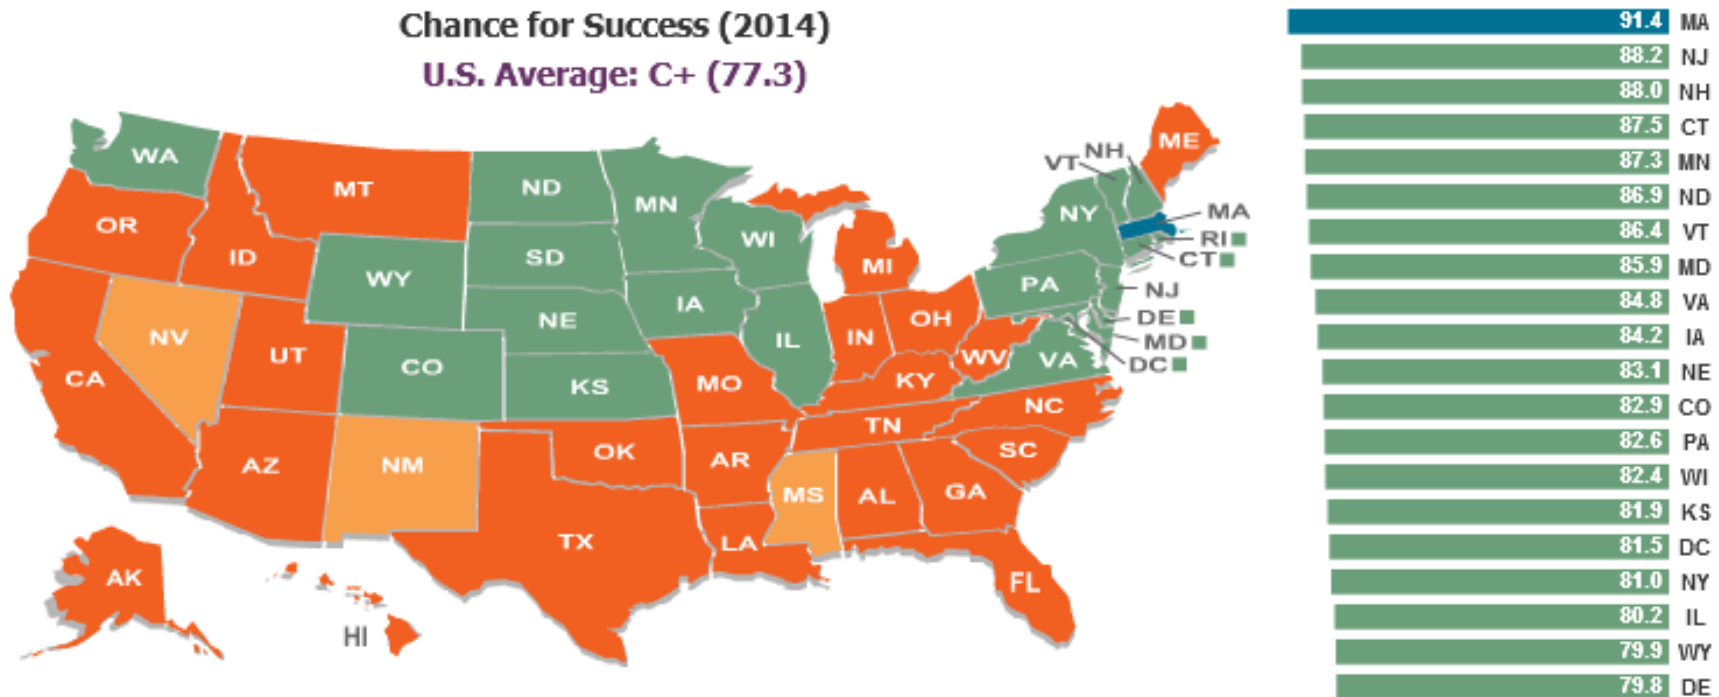 Chance for Success (2014)
U.S. Average: C+ (77.3)
WA
MT
ND
MN
OR
ID
WY
SD
WI
MI
NY
VT
NH
ME
MA
RI
CT
NJ
DE
MD
DC
PA
NV
UT
CO
NE
IA
IL
IN
OH
WV
VA
CA
KS
MO
KY
NC
TN
SC
AZ
NM
OK
AR
MS
AL
GA
TX
LA
FL
AK
HI
91.4 MA
88.2 NJ
88.0 NH
87.5 CT
87.3 MN
86.9 ND
86.4 VT
85.9 MD
84.8 VA
84.2 IA
83.1 NE
82.9 CO
82.6 PA
82.4 WI
81.9 KS
81.5 DC
81.0 NY
80.2 IL
79.9 WY
79.8 DE